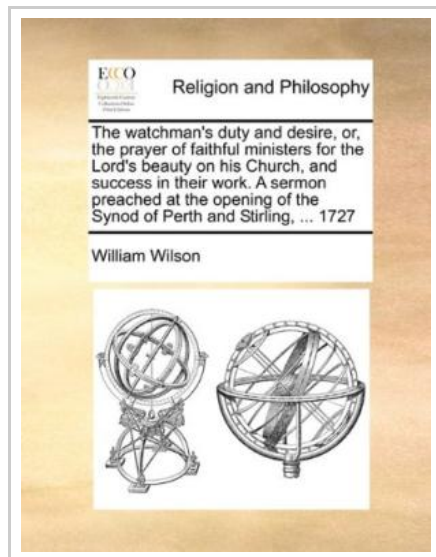 ECCO
Religion and Philosophy
The watchman's duty and desire, or,
the prayer of faithful ministers for the
Lord's beauty on his Church, and
success in their work. A sermon
preached at the opening of the
Synod of Perth and Stirling, ... 1727
William Wilson